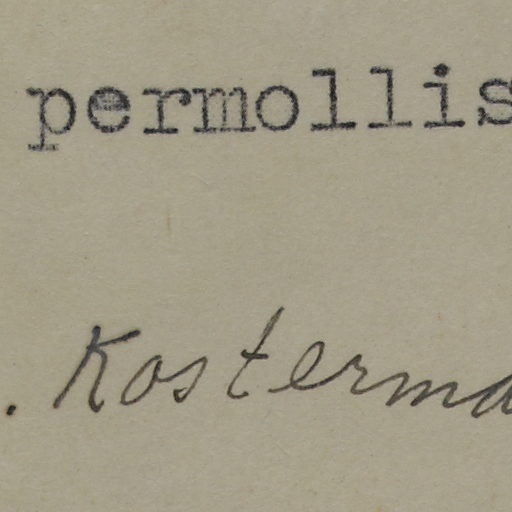 permollis
. Kosterma